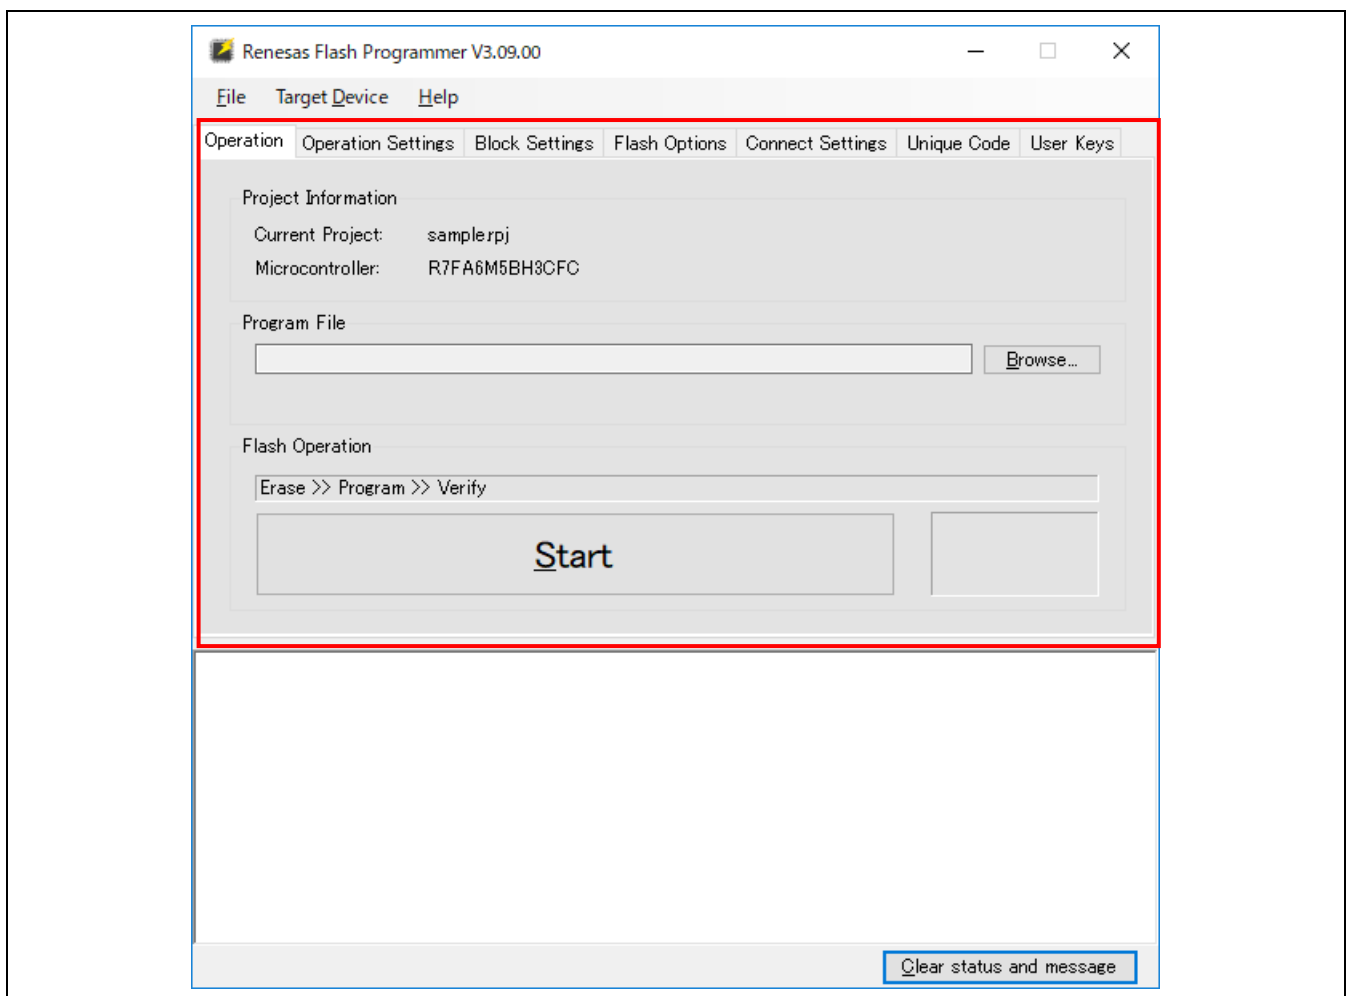 Renesas Flash Programmer V3.09.00
File Target Device Help
Operation Operation Settings Block Settings Flash Options Connect Settings Unique Code User Keys
Project Information
Current Project: sample.rpj
Microcontroller: R7FA6M5BH3CFC
Program File
Browse...
Flash Operation
Erase >> Program >> Verify
Start
Clear status and message